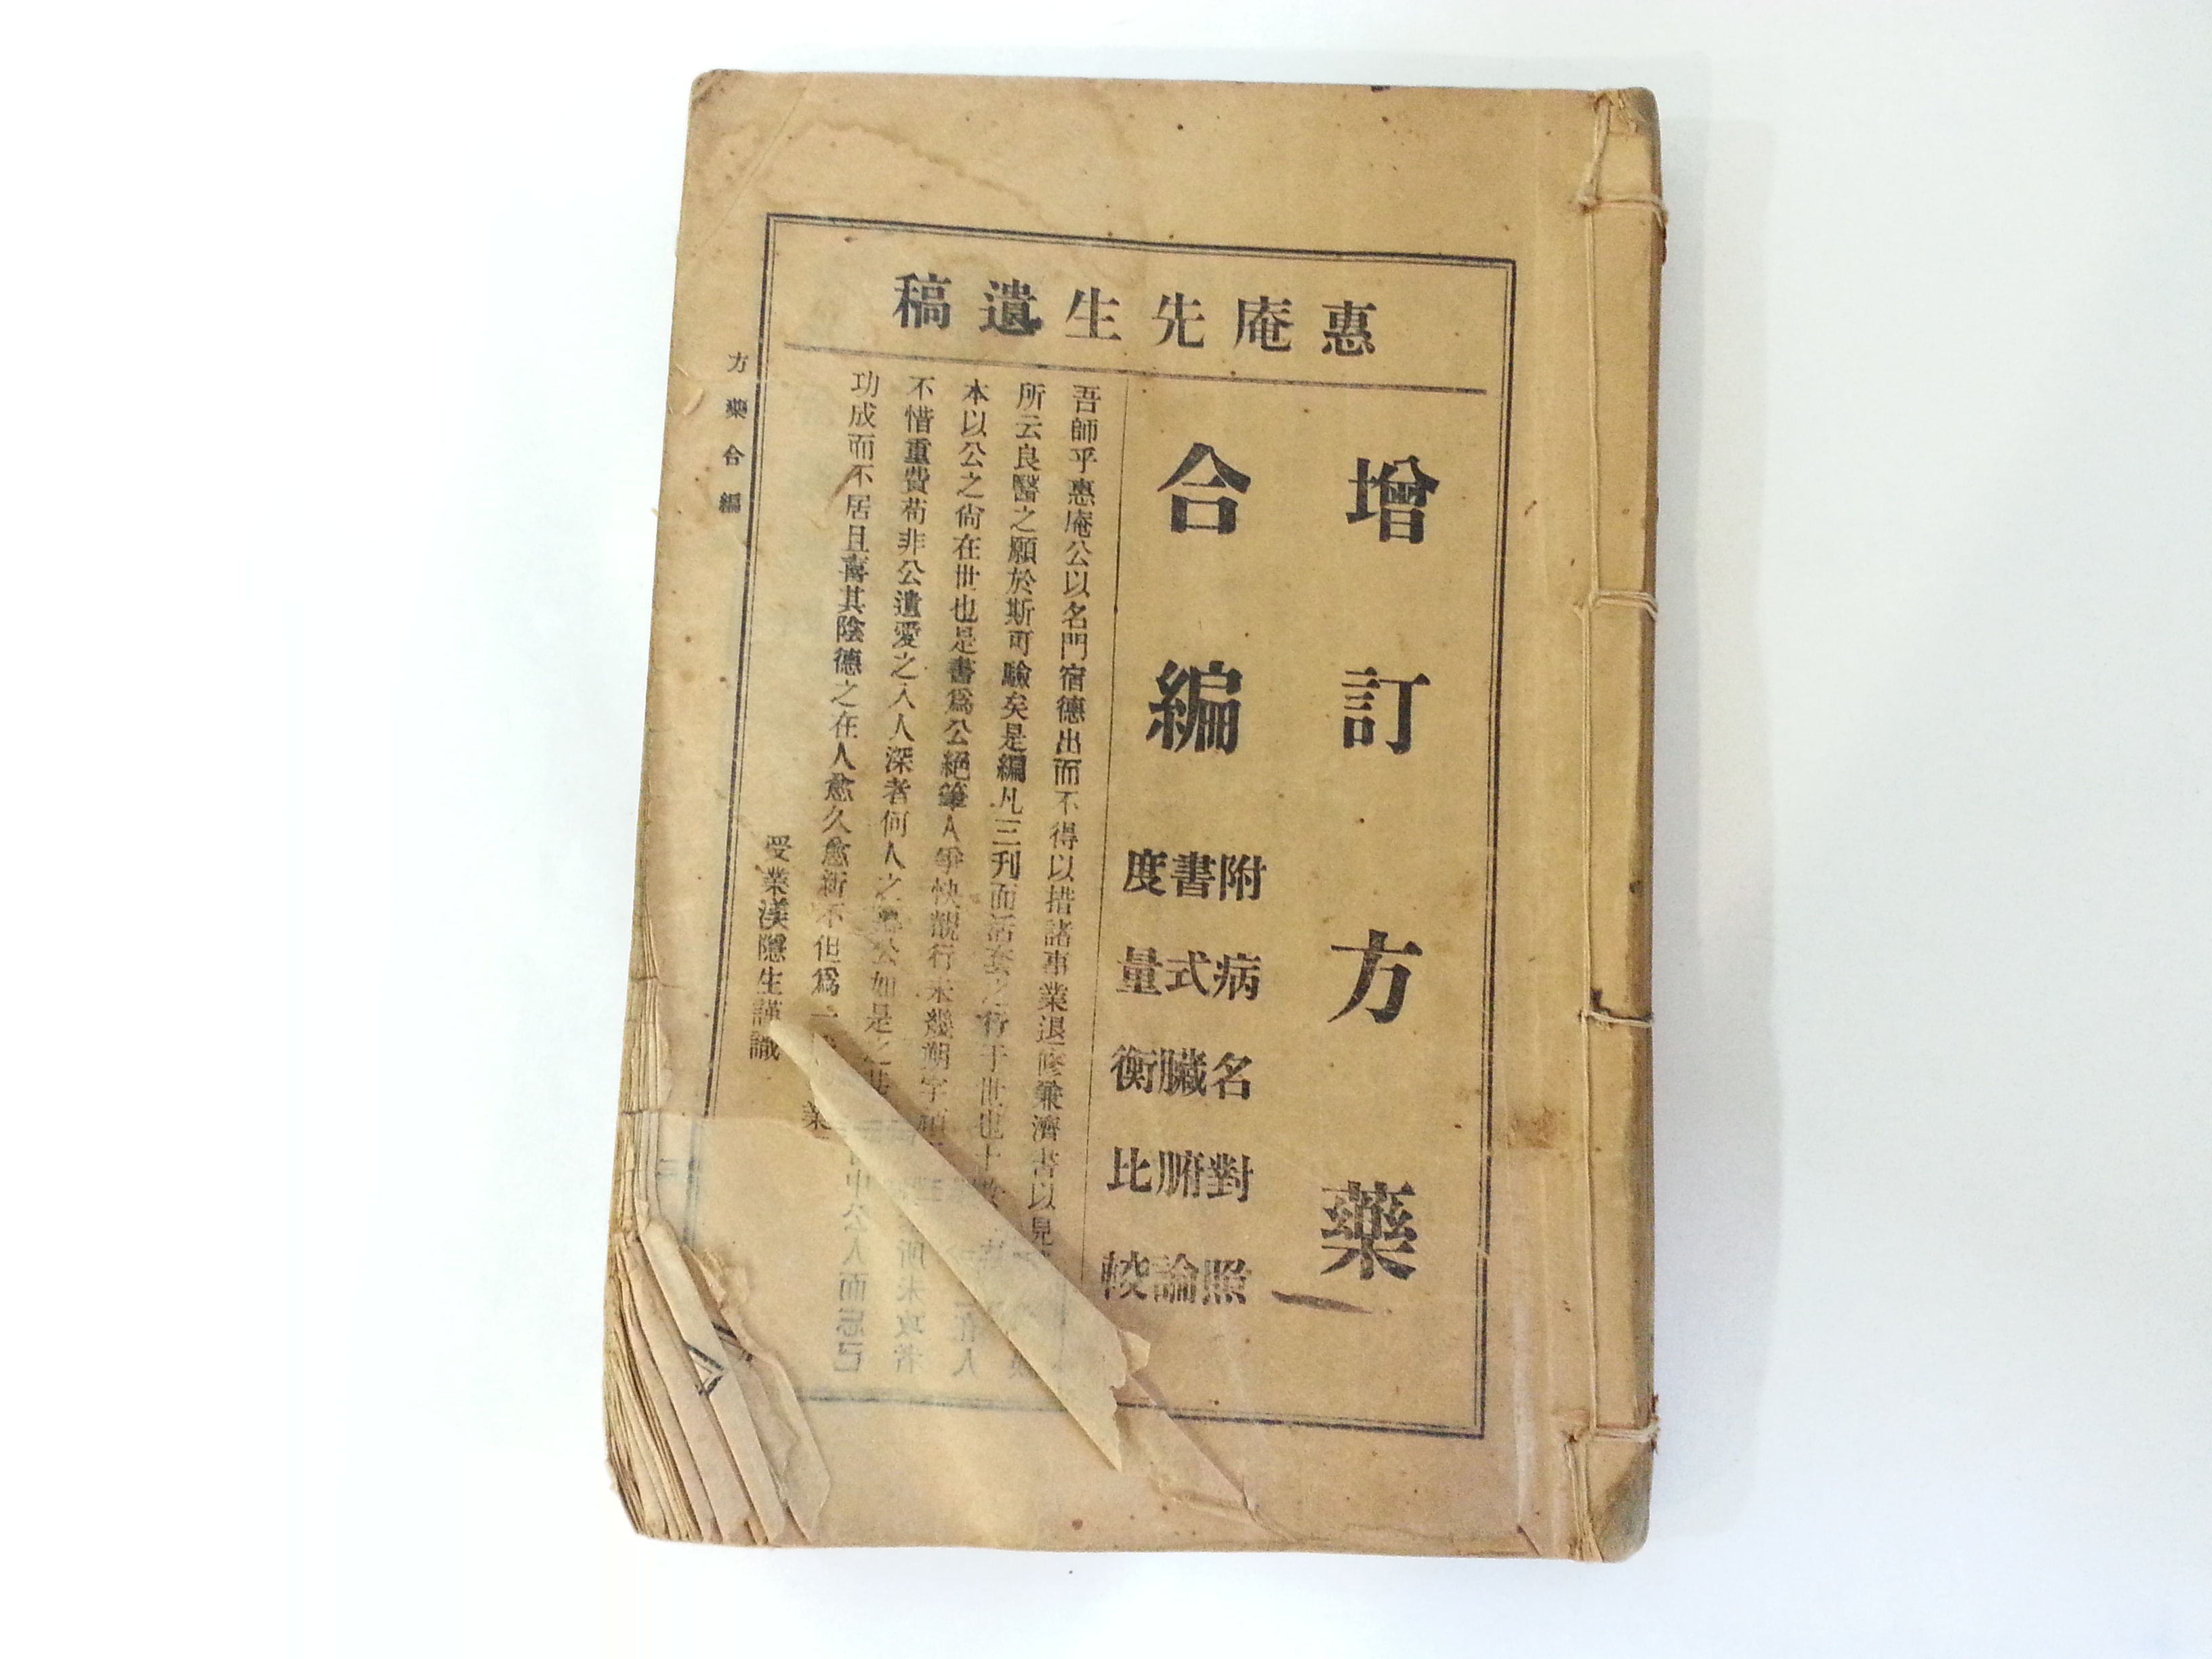 惠庵先生遺稿
增訂方藥
合編
附病名對照
書式臟腑論
度量衡比較
吾師乎惠庵公以名門宿德出而不得以措諸事業退修兼濟書以見
所云良醫之願於斯可驗矣是編凡三刊而活套之行于世也十
本以公之尙在世也是書爲公絕筆人爭快覩行未幾朔字
不惜重費苟非公遺愛之入人深者何人之爲公如是之
功成而不居且喜其陰德之在人愈久愈新不但爲一
受業漢隱生謹識
方藥合編